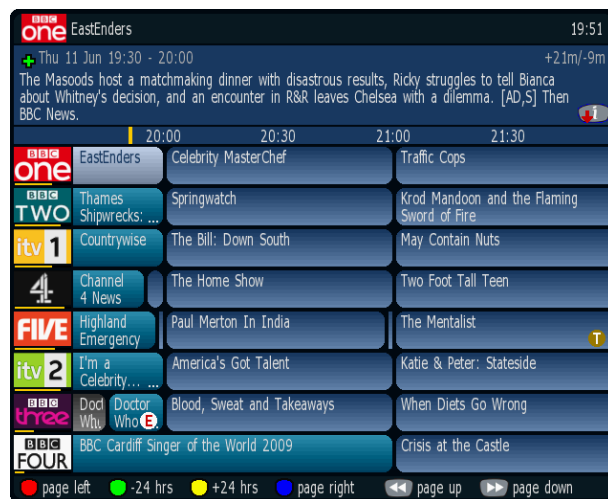 BBC one EastEnders 19:51
Thu 11 Jun 19:30 - 20:00 +21m/-9m
The Masoods host a matchmaking dinner with disastrous results, Ricky struggles to tell Bianca
about Whitney's decision, and an encounter in R&R leaves Chelsea with a dilemma. [AD,S] Then
BBC News.
i
20:00 20:30 21:00 21:30
BBC one EastEnders Celebrity MasterChef Traffic Cops
BBC TWO Thames Springwatch Krod Mandoon and the Flaming
Shipwrecks: ... Sword of Fire
itv 1 Countrywise The Bill: Down South May Contain Nuts
4 Channel The Home Show Two Foot Tall Teen
4 News
FIVE Highland Paul Merton In India The Mentalist
Emergency T
itv 2 I'm a America's Got Talent Katie & Peter: Stateside
Celebrity... ...
BBC three Doct Doctor Blood, Sweat and Takeaways When Diets Go Wrong
Who Who E
BBC FOUR BBC Cardiff Singer of the World 2009 Crisis at the Castle
page left -24 hrs +24 hrs page right page up page down